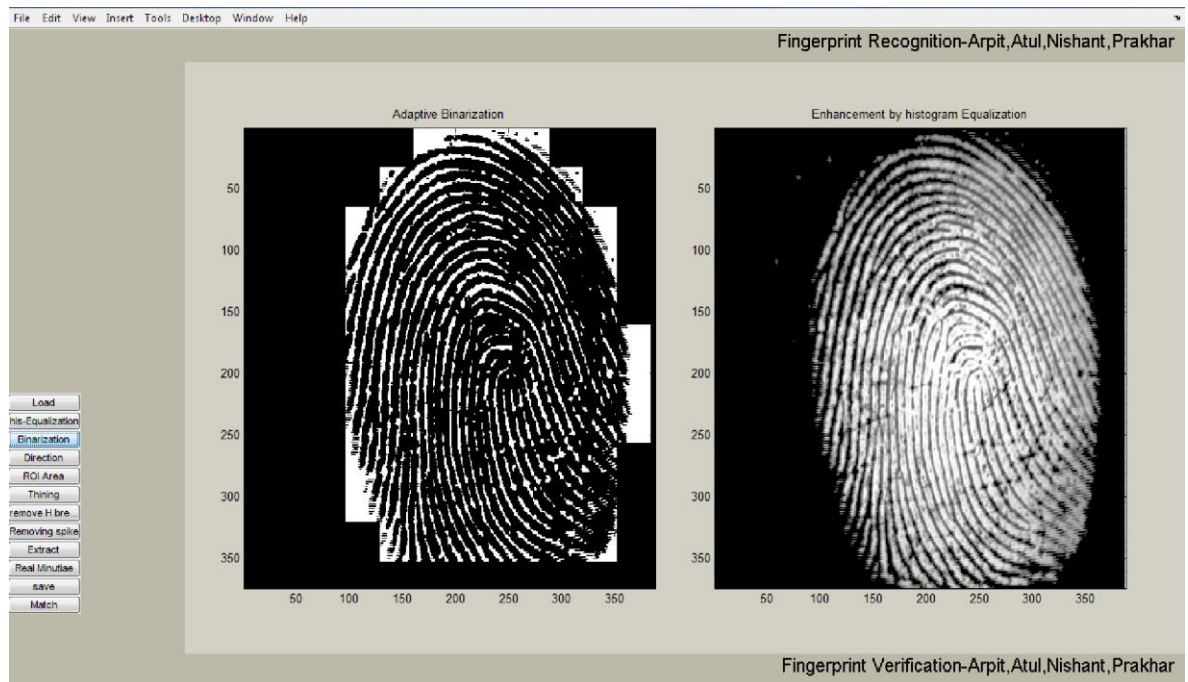 File Edit View Insert Tools Desktop Window Help
Fingerprint Recognition-Arpit,Atul,Nishant,Prakhar
Adaptive Binarization
Enhancement by histogram Equalization
50
100
150
200
250
300
350
50 100 150 200 250 300 350
50
100
150
200
250
300
350
50 100 150 200 250 300 350
Load
his-Equalization
Binarization
Direction
ROI Area
Thining
remove H bre...
Removing spike
Extract
Real Minutiae
save
Match
Fingerprint Verification-Arpit,Atul,Nishant,Prakhar